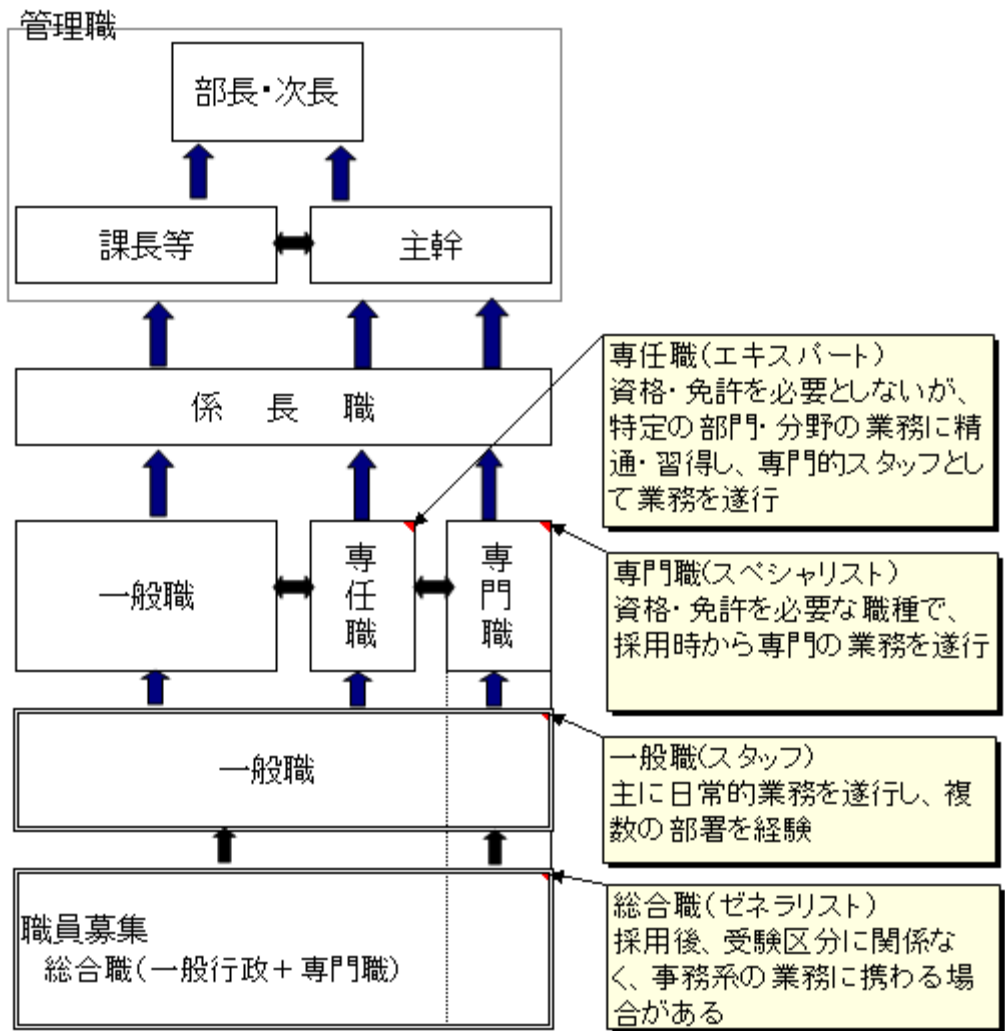 管理職
部長・次長
課長等
主幹
係長職
専任職(エキスパート)
資格・免許を必要としないが、
特定の部門・分野の業務に精
通・習得し、専門的スタッフとし
て業務を遂行
一般職
専任職
専門職
専門職(スペシャリスト)
資格・免許を必要な職種で、
採用時から専門の業務を遂行
一般職
一般職(スタッフ)
主に日常的業務を遂行し、複
数の部署を経験
職員募集
総合職(一般行政+専門職)
総合職(ゼネラリスト)
採用後、受験区分に関係な
く、事務系の業務に携わる場
合がある